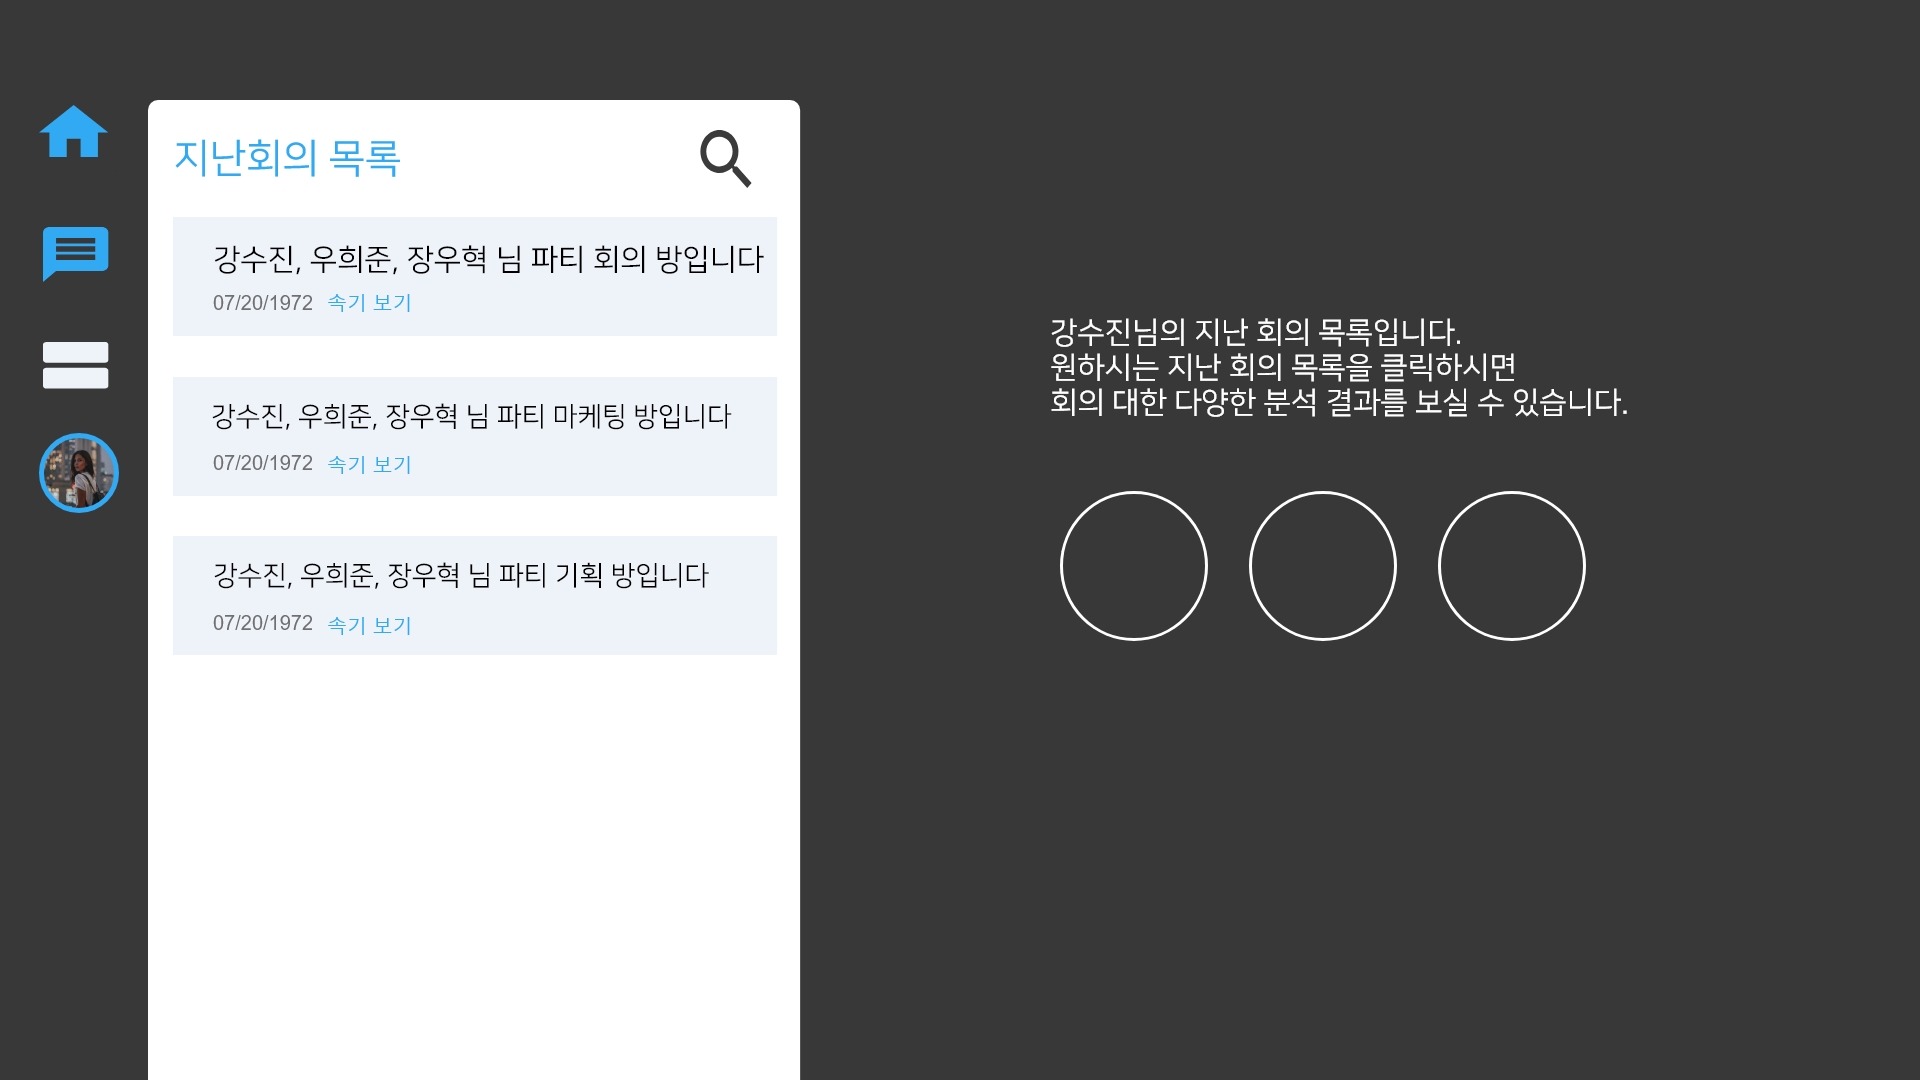 지난회의 목록
강수진, 우희준, 장우혁 님 파티 회의 방입니다
07/20/1972 속기 보기
강수진, 우희준, 장우혁 님 파티 마케팅 방입니다
07/20/1972 속기 보기
강수진, 우희준, 장우혁 님 파티 기획 방입니다
07/20/1972 속기 보기
강수진님의 지난 회의 목록입니다.
원하시는 지난 회의 목록을 클릭하시면
회의 대한 다양한 분석 결과를 보실 수 있습니다.